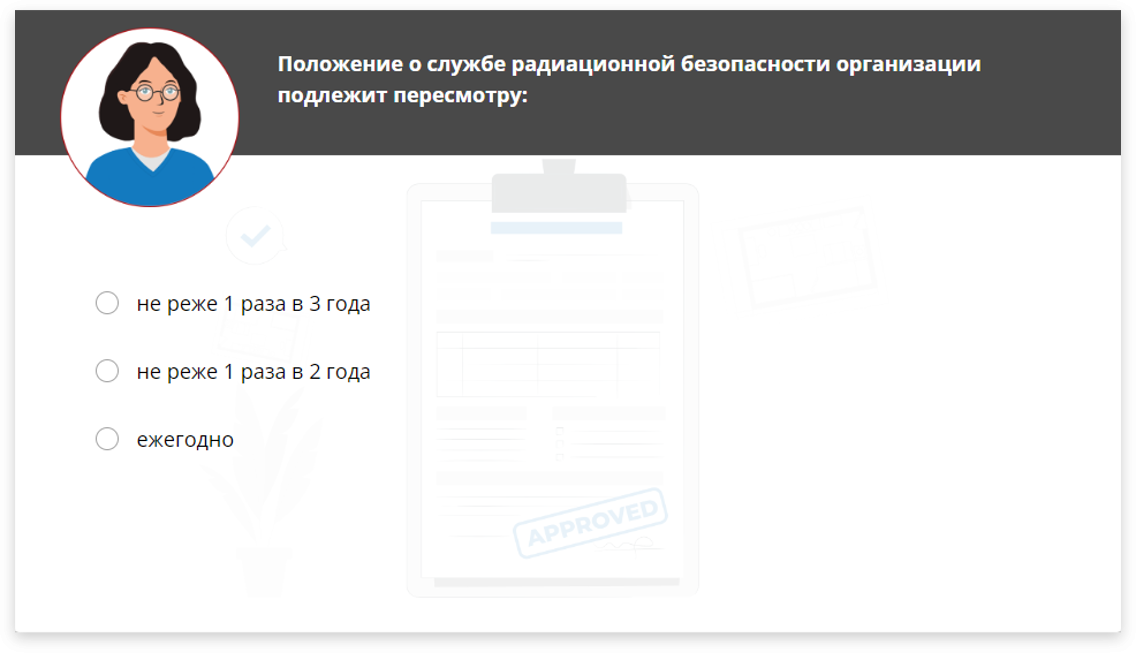 Положение о службе радиационной безопасности организации
подлежит пересмотру:
не реже 1 раза в 3 года
не реже 1 раза в 2 года
ежегодно
APPROVED